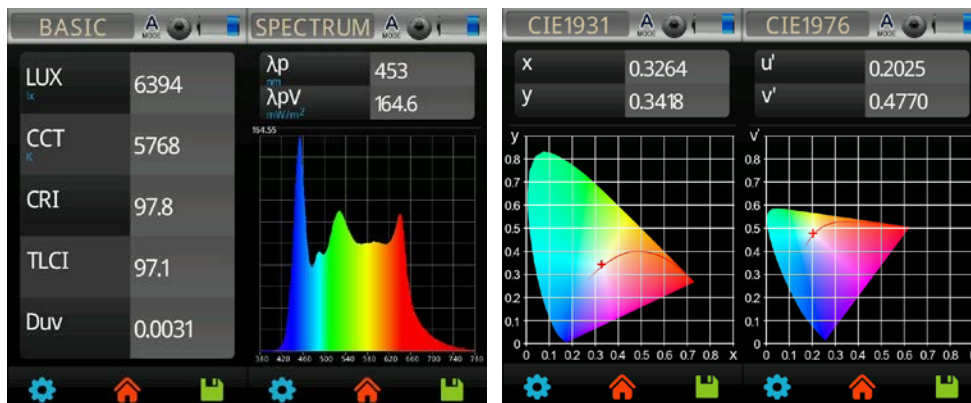 BASIC
A
MODE
LUX
lx
6394
CCT
K
5768
CRI
97.8
TLCI
97.1
Duv
0.0031
SPECTRUM
A
MODE
λp
nm
453
λpV
mW/m²
164.6
164.55
380 420 460 500 540 580 620 660 700 740 780
CIE1931
A
MODE
x
0.3264
y
0.3418
y
0.8
0.7
0.6
0.5
0.4
0.3
0.2
0.1
0
0 0.1 0.2 0.3 0.4 0.5 0.6 0.7 0.8 x
CIE1976
A
MODE
u'
0.2025
v'
0.4770
v'
0.8
0.7
0.6
0.5
0.4
0.3
0.2
0.1
0
0 0.1 0.2 0.3 0.4 0.5 0.6 0.7 0.8